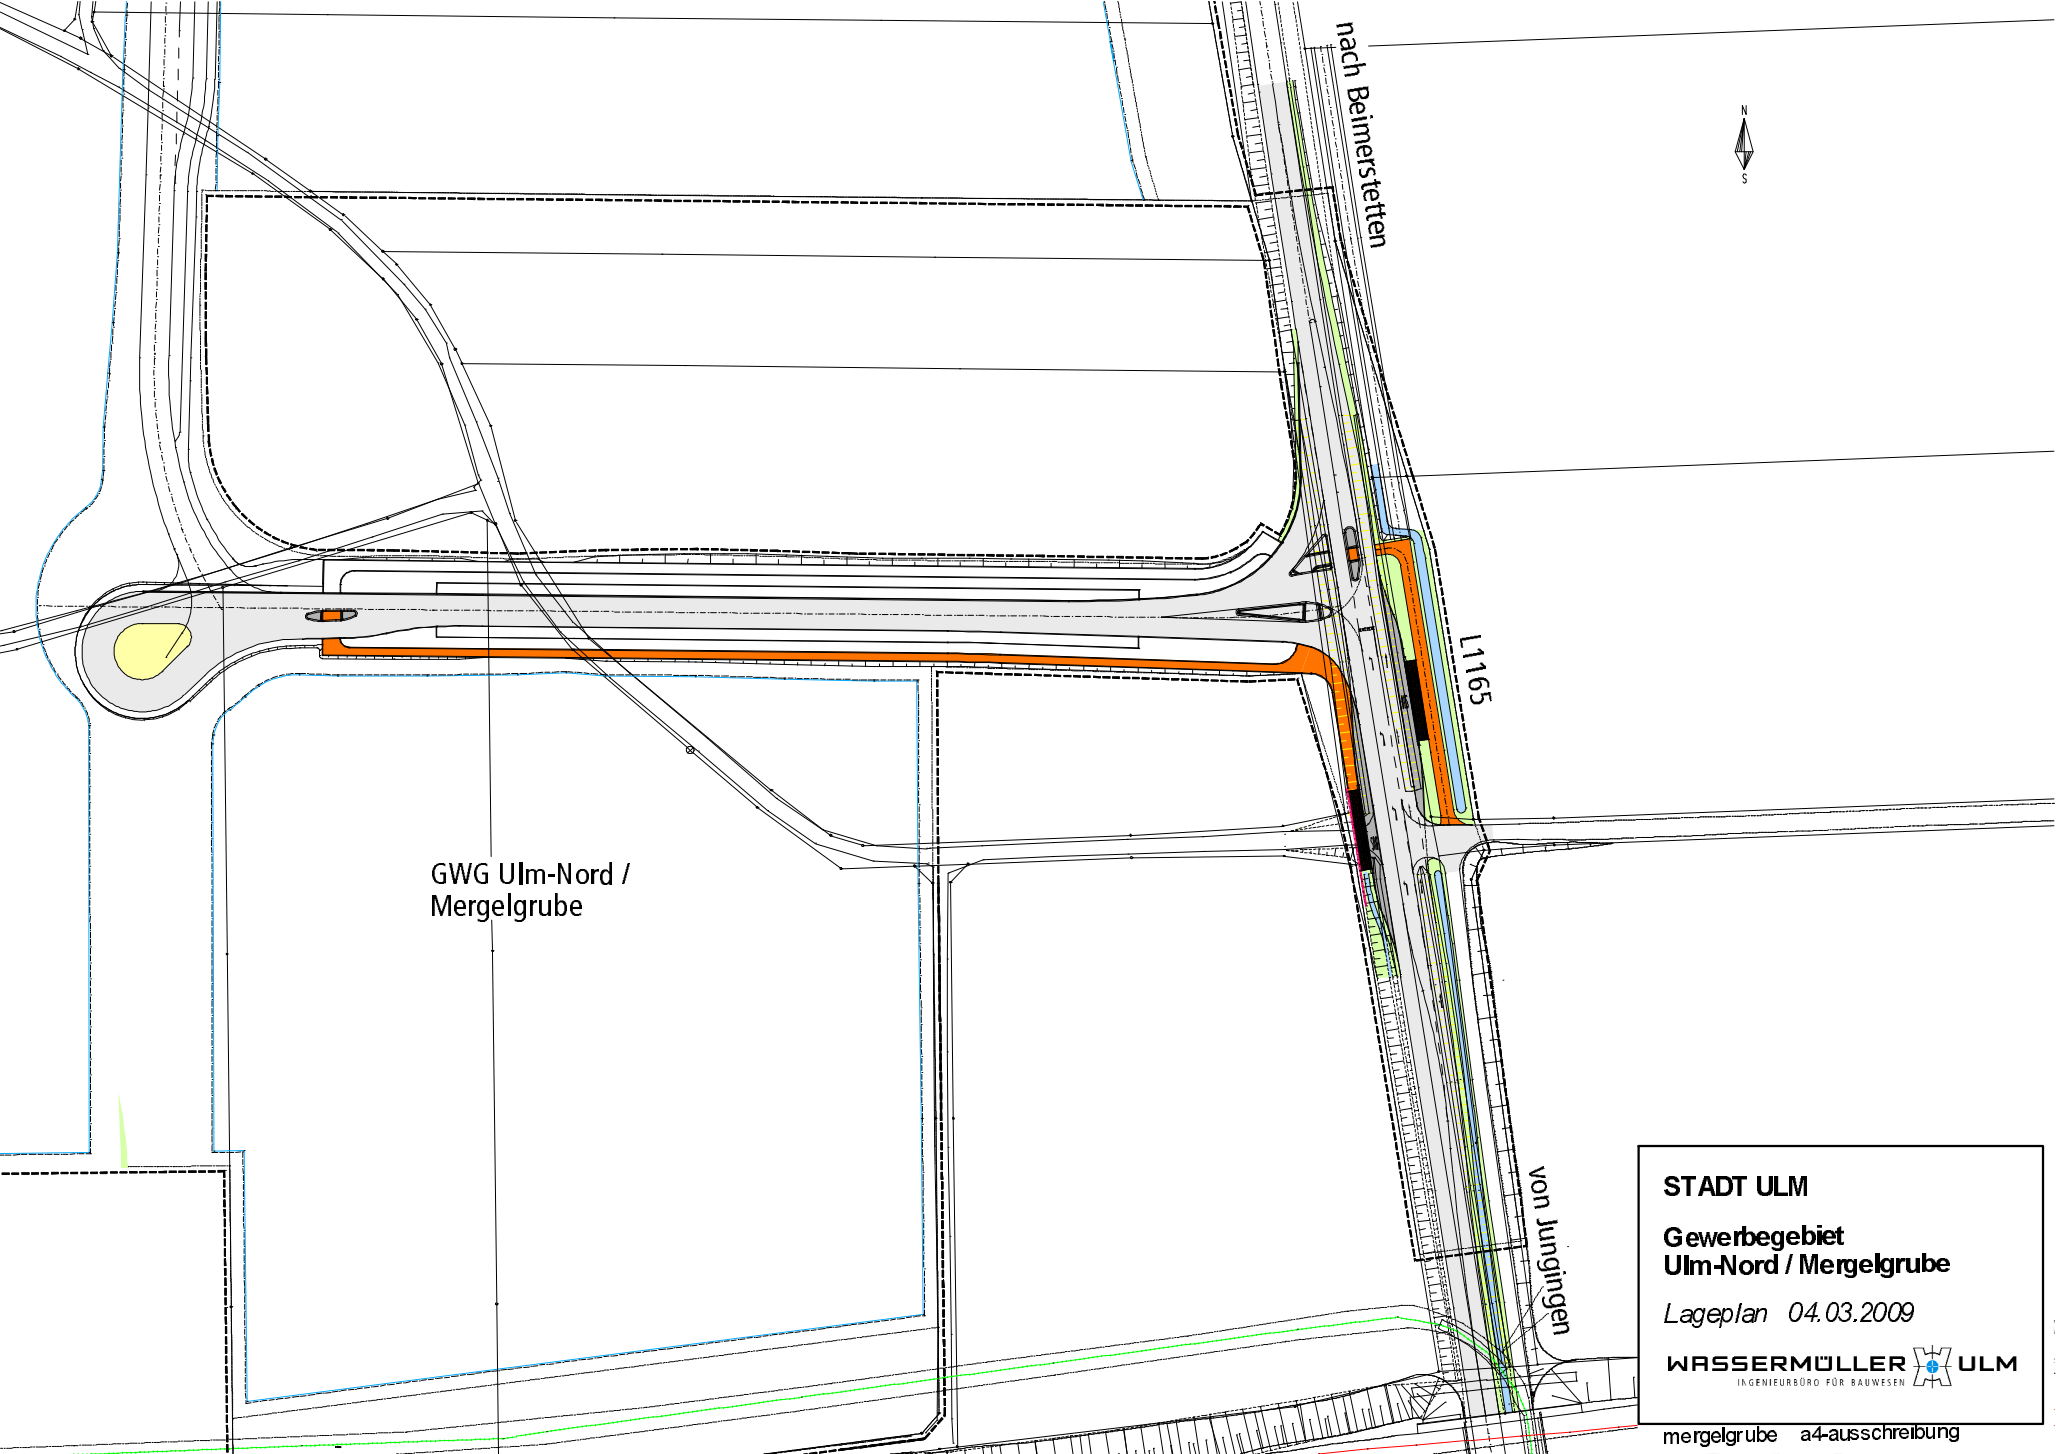 nach Beimerstetten
N
S
L1165
GWG Ulm-Nord /
Mergelgrube
von Jungingen
STADT ULM
Gewerbegebiet
Ulm-Nord / Mergelgrube
Lageplan 04.03.2009
WASSERMÜLLER ULM
INGENIEURBÜRO FÜR BAUWESEN
mergelgrube a4-ausschreibung